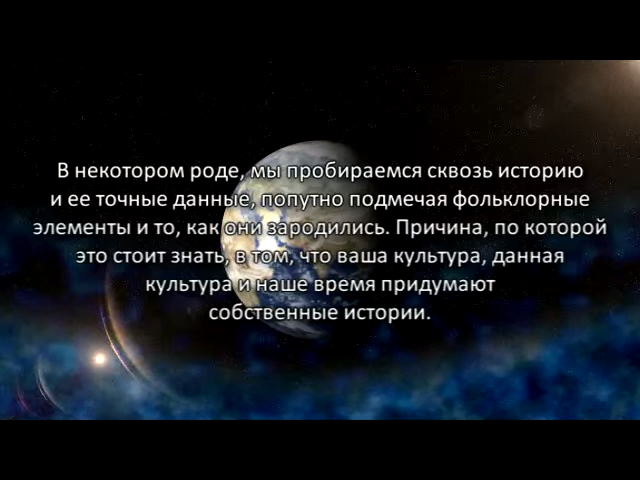 В некотором роде, мы пробираемся сквозь историю
и ее точные данные, попутно подмечая фольклорные
элементы и то, как они зародились. Причина, по которой
это стоит знать, в том, что ваша культура, данная
культура и наше время придумают
собственные истории.